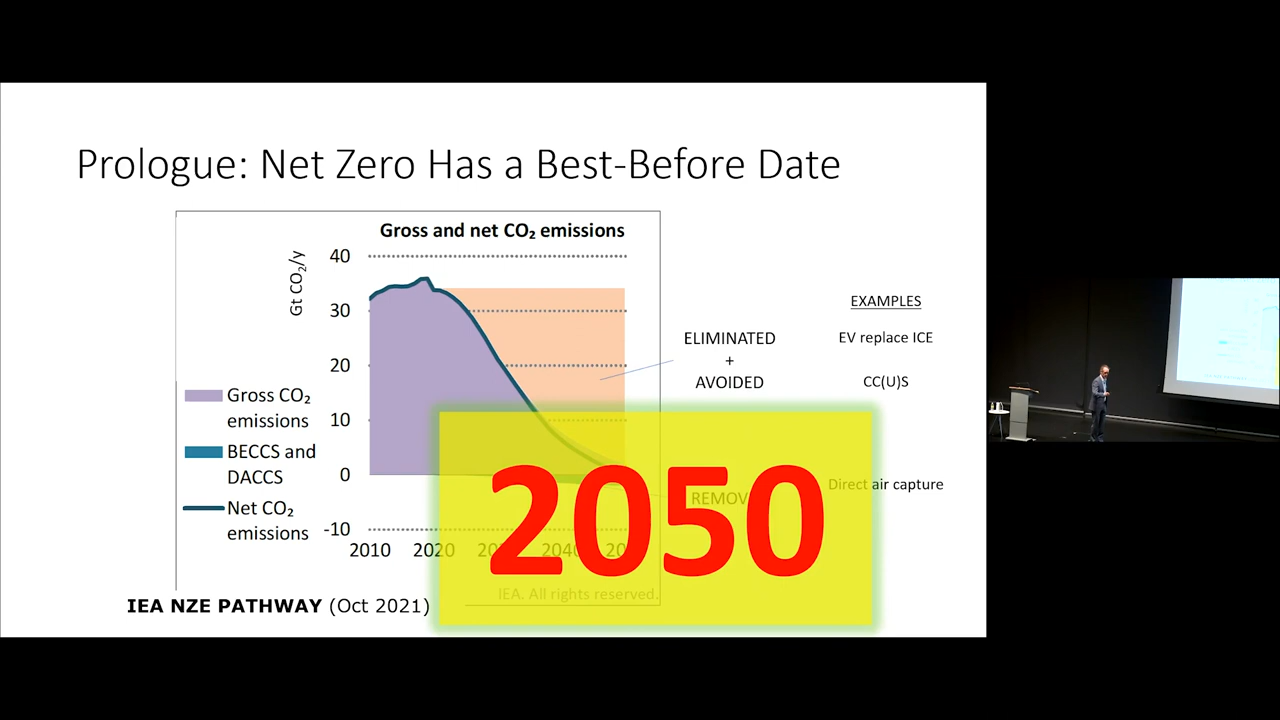 Prologue: Net Zero Has a Best-Before Date
Gross and net CO₂ emissions
Gt CO₂/y
40
30
20
10
0
-10
2010 2020 2040
Gross CO₂
emissions
BECCS and
DACCS
Net CO₂
emissions
ELIMINATED
+
AVOIDED
EXAMPLES
EV replace ICE
CC(U)S
Direct air capture
2050
IEA. All rights reserved.
IEA NZE PATHWAY (Oct 2021)